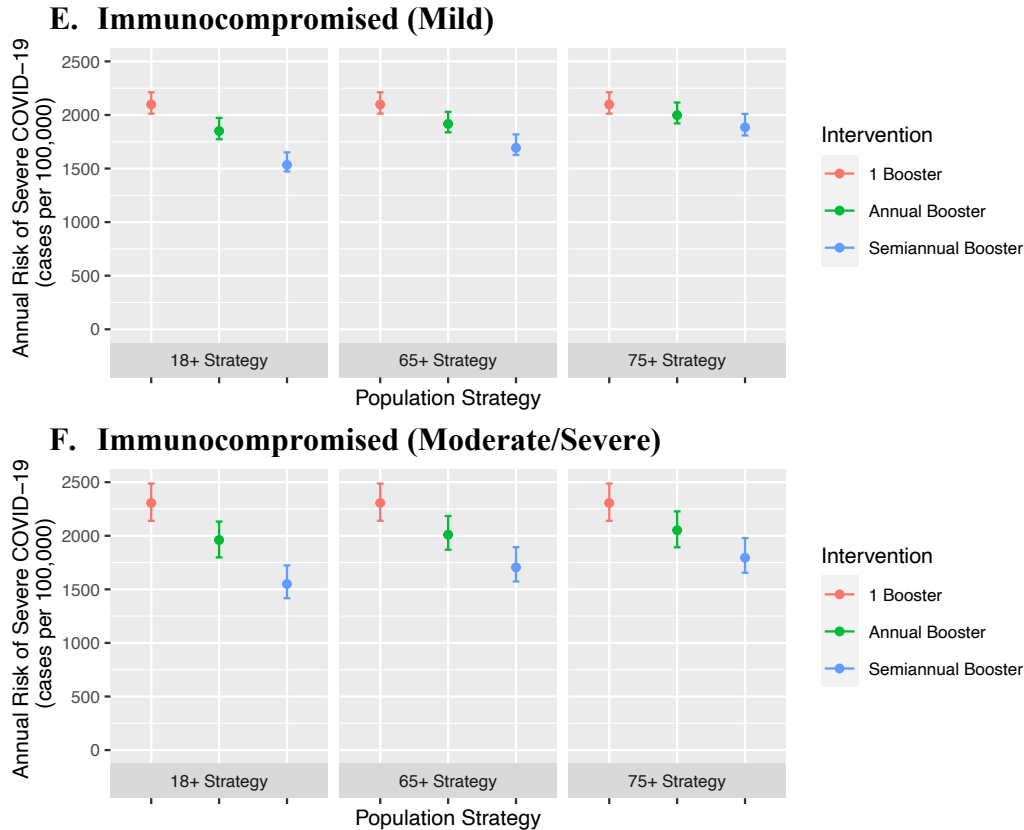 E. Immunocompromised (Mild)
Annual Risk of Severe COVID−19
(cases per 100,000)
2500
2000
1500
1000
500
0
18+ Strategy
65+ Strategy
75+ Strategy
Population Strategy
Intervention
1 Booster
Annual Booster
Semiannual Booster
F. Immunocompromised (Moderate/Severe)
Annual Risk of Severe COVID−19
(cases per 100,000)
2500
2000
1500
1000
500
0
18+ Strategy
65+ Strategy
75+ Strategy
Population Strategy
Intervention
1 Booster
Annual Booster
Semiannual Booster